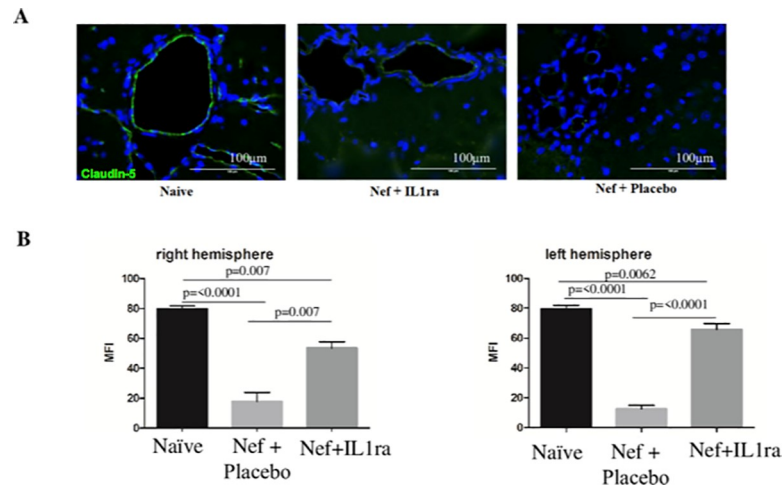 A
Claudin-5
100μm
100μm
100μm
Naive
Nef + IL1ra
Nef + Placebo
B
right hemisphere
p=0.007
p=<0.0001
p=0.007
MFI
100
80
60
40
20
0
Naïve
Nef +
Placebo
Nef+IL1ra
left hemisphere
p=0.0062
p=<0.0001
p=<0.0001
MFI
100
80
60
40
20
0
Naïve
Nef +
Placebo
Nef+IL1ra